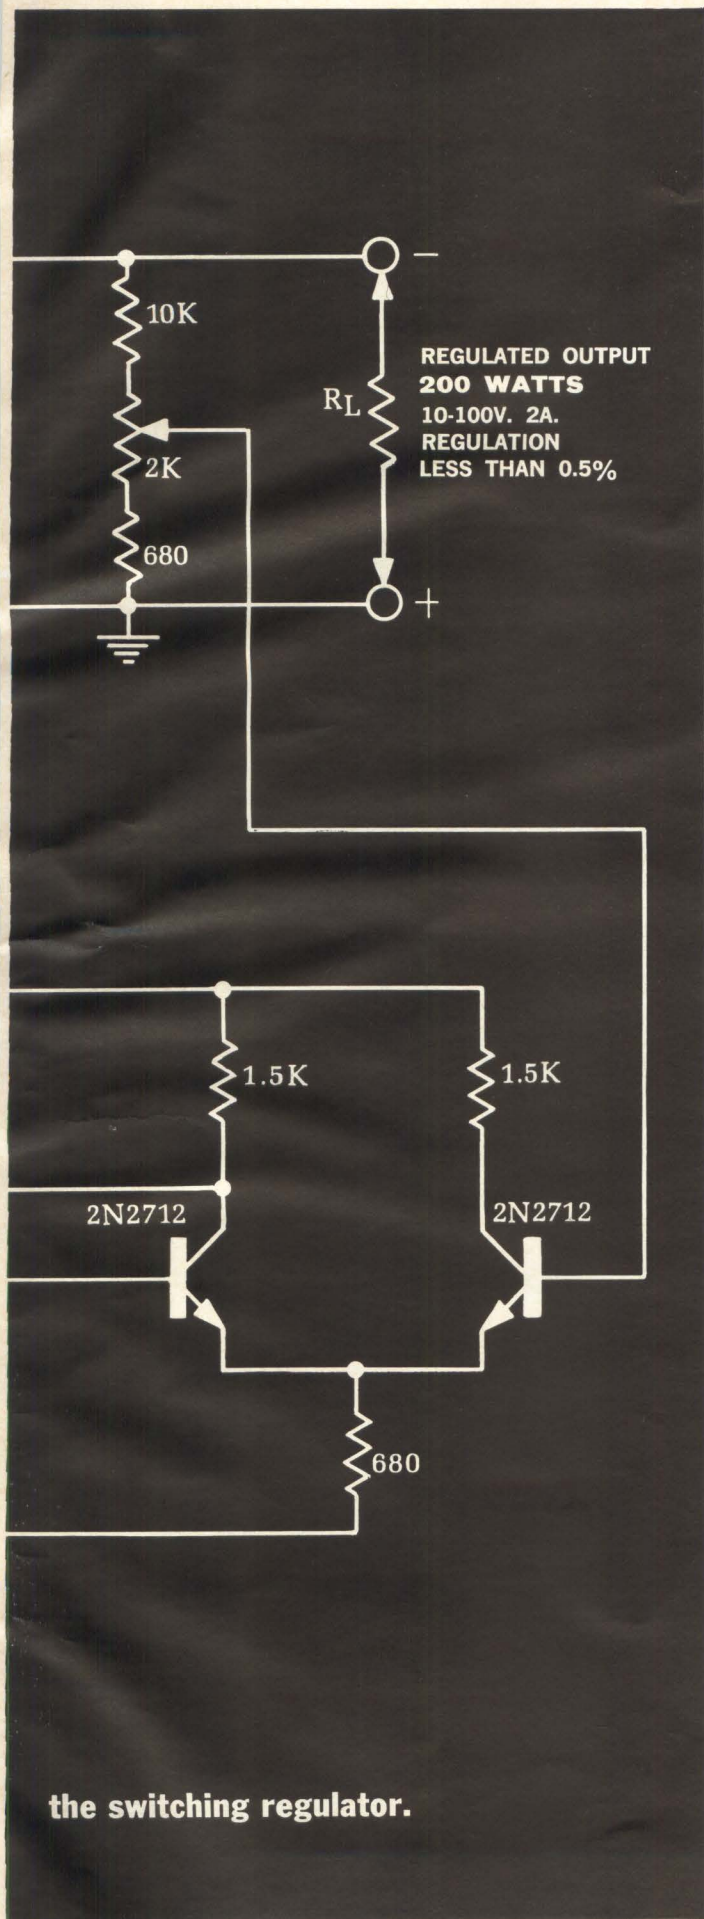 −
10K
REGULATED OUTPUT
200 WATTS
10-100V. 2A.
REGULATION
LESS THAN 0.5%
RL
2K
680
+
1.5K
1.5K
2N2712
2N2712
680
the switching regulator.